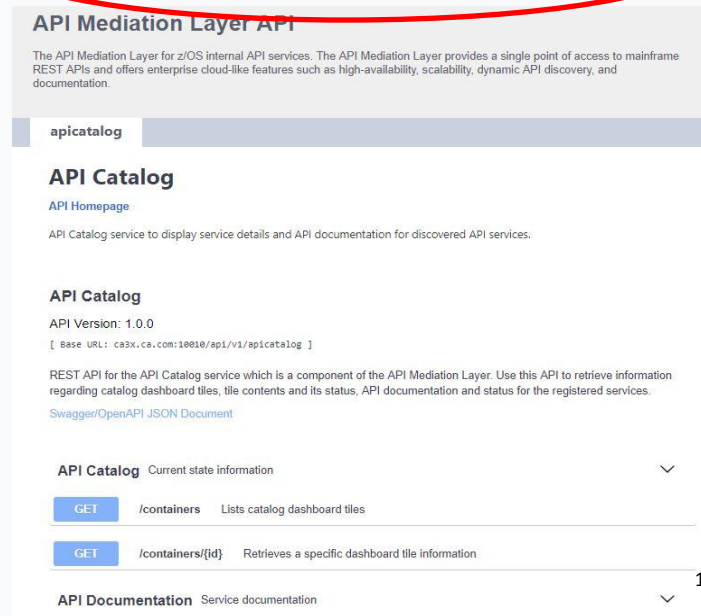 API Mediation Layer API
The API Mediation Layer for z/OS internal API services. The API Mediation Layer provides a single point of access to mainframe
REST APIs and offers enterprise cloud-like features such as high-availability, scalability, dynamic API discovery, and
documentation.
apicatalog
API Catalog
API Homepage
API Catalog service to display service details and API documentation for discovered API services.
API Catalog
API Version: 1.0.0
[ Base URL: ca3x.ca.com:10010/api/v1/apicatalog ]
REST API for the API Catalog service which is a component of the API Mediation Layer. Use this API to retrieve information
regarding catalog dashboard tiles, tile contents and its status, API documentation and status for the registered services.
Swagger/OpenAPI JSON Document
API Catalog Current state information
GET /containers Lists catalog dashboard tiles
GET /containers/{id} Retrieves a specific dashboard tile information
1
API Documentation Service documentation